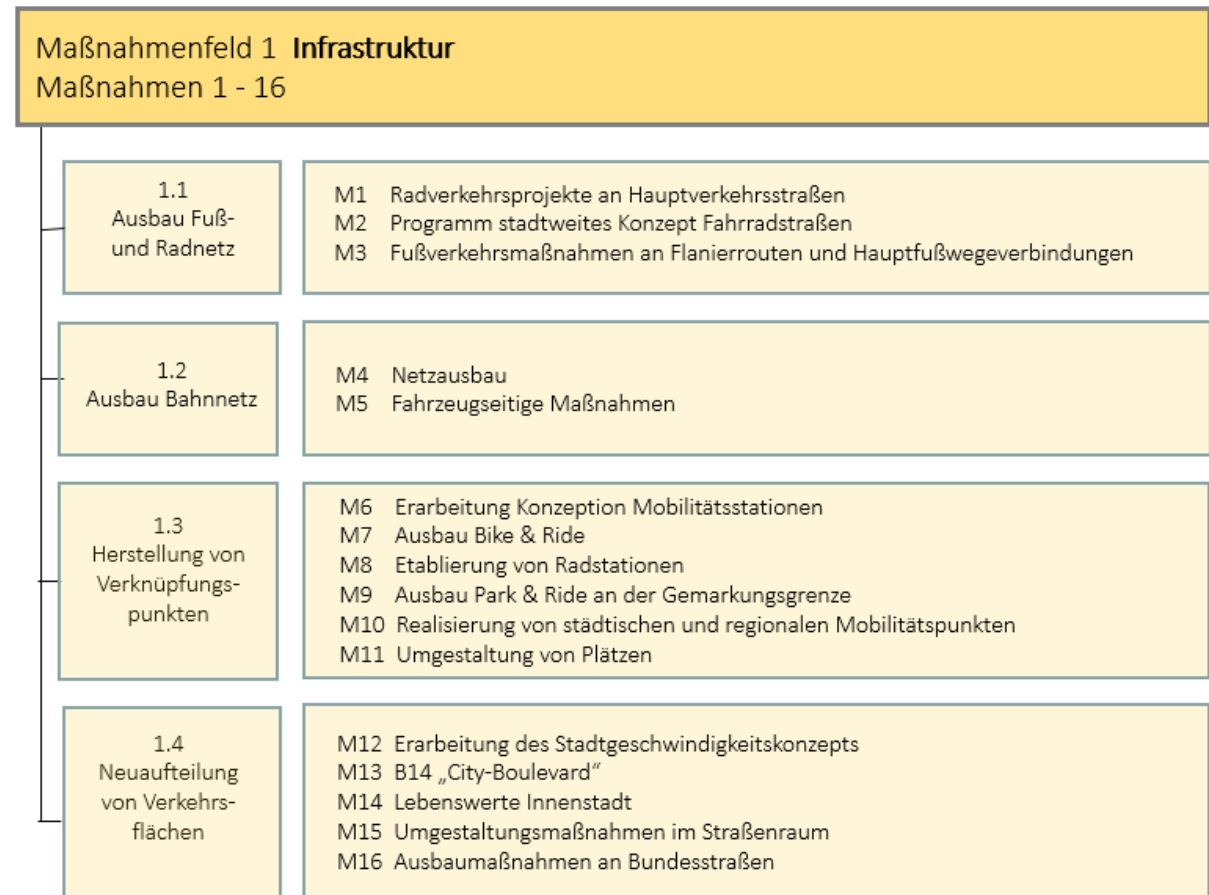 Maßnahmenfeld 1 Infrastruktur
Maßnahmen 1 - 16
1.1
Ausbau Fuß-
und Radnetz
M1 Radverkehrsprojekte an Hauptverkehrsstraßen
M2 Programm stadtweites Konzept Fahrradstraßen
M3 Fußverkehrsmaßnahmen an Flanierrouten und Hauptfußwegeverbindungen
1.2
Ausbau Bahnnetz
M4 Netzausbau
M5 Fahrzeugseitige Maßnahmen
1.3
Herstellung von
Verknüpfungs-
punkten
M6 Erarbeitung Konzeption Mobilitätsstationen
M7 Ausbau Bike & Ride
M8 Etablierung von Radstationen
M9 Ausbau Park & Ride an der Gemarkungsgrenze
M10 Realisierung von städtischen und regionalen Mobilitätspunkten
M11 Umgestaltung von Plätzen
1.4
Neuaufteilung
von Verkehrs-
flächen
M12 Erarbeitung des Stadtgeschwindigkeitskonzepts
M13 B14 „City-Boulevard“
M14 Lebenswerte Innenstadt
M15 Umgestaltungsmaßnahmen im Straßenraum
M16 Ausbaumaßnahmen an Bundesstraßen